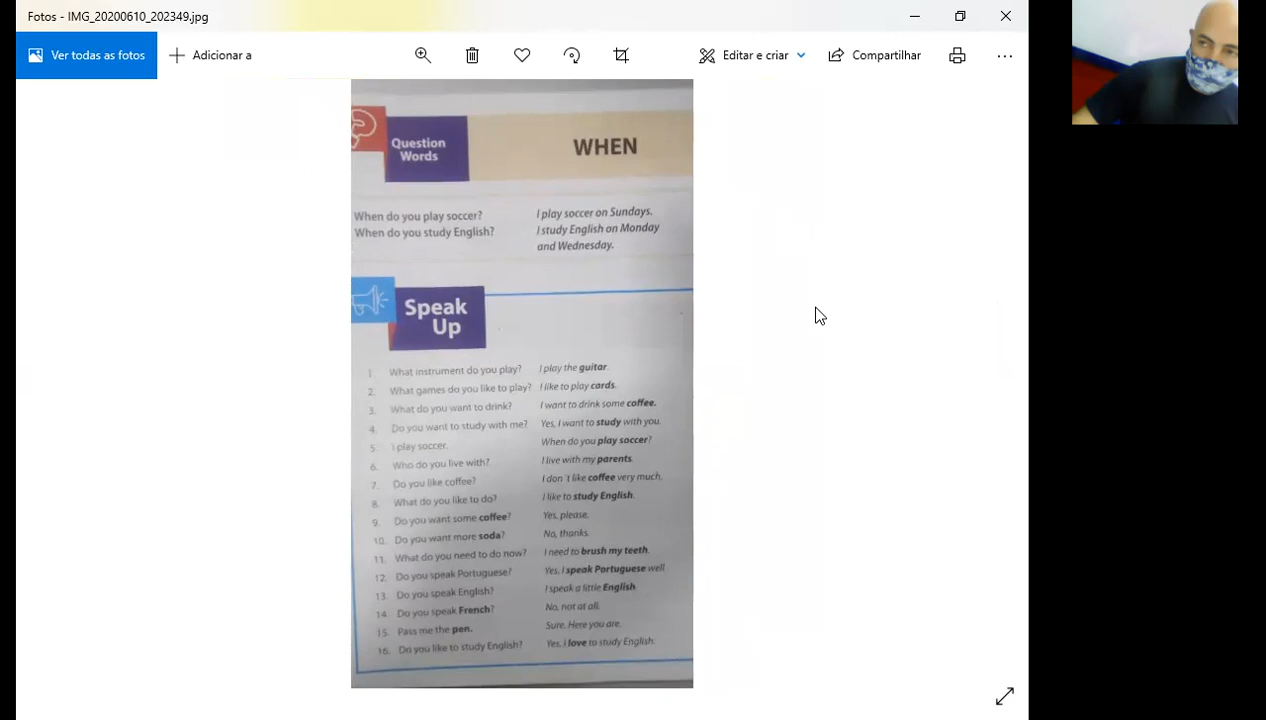 Fotos - IMG_20200610_202349.jpg
Ver todas as fotos
Adicionar a
Editar e criar
Compartilhar
Question
Words
WHEN
When do you play soccer? I play soccer on Sundays.
When do you study English? I study English on Monday
and Wednesday.
Speak
Up
1. What instrument do you play? I play the guitar.
2. What games do you like to play? I like to play cards.
3. What do you want to drink? I want to drink some coffee.
4. Do you want to study with me? Yes, I want to study with you.
5. I play soccer. When do you play soccer?
6. Who do you live with? I live with my parents.
7. Do you like coffee? I don´t like coffee very much.
8. What do you like to do? I like to study English.
9. Do you want some coffee? Yes, please.
10. Do you want more soda? No, thanks.
11. What do you need to do now? I need to brush my teeth.
12. Do you speak Portuguese? Yes, I speak Portuguese well
13. Do you speak English? I speak a little English.
14. Do you speak French? No, not at all.
15. Pass me the pen. Sure. Here you are.
16. Do you like to study English? Yes, I love to study English.